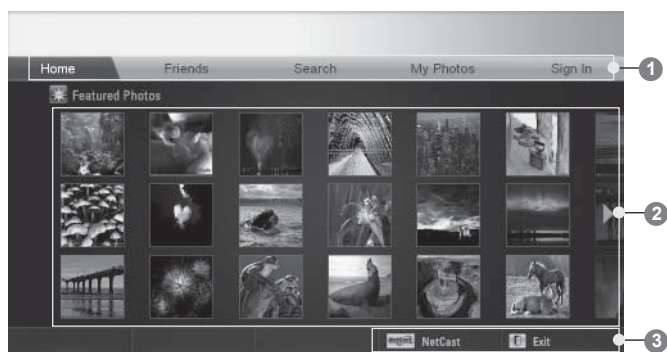 Home Friends Search My Photos Sign In
1
Featured Photos
2
NetCast Exit
3